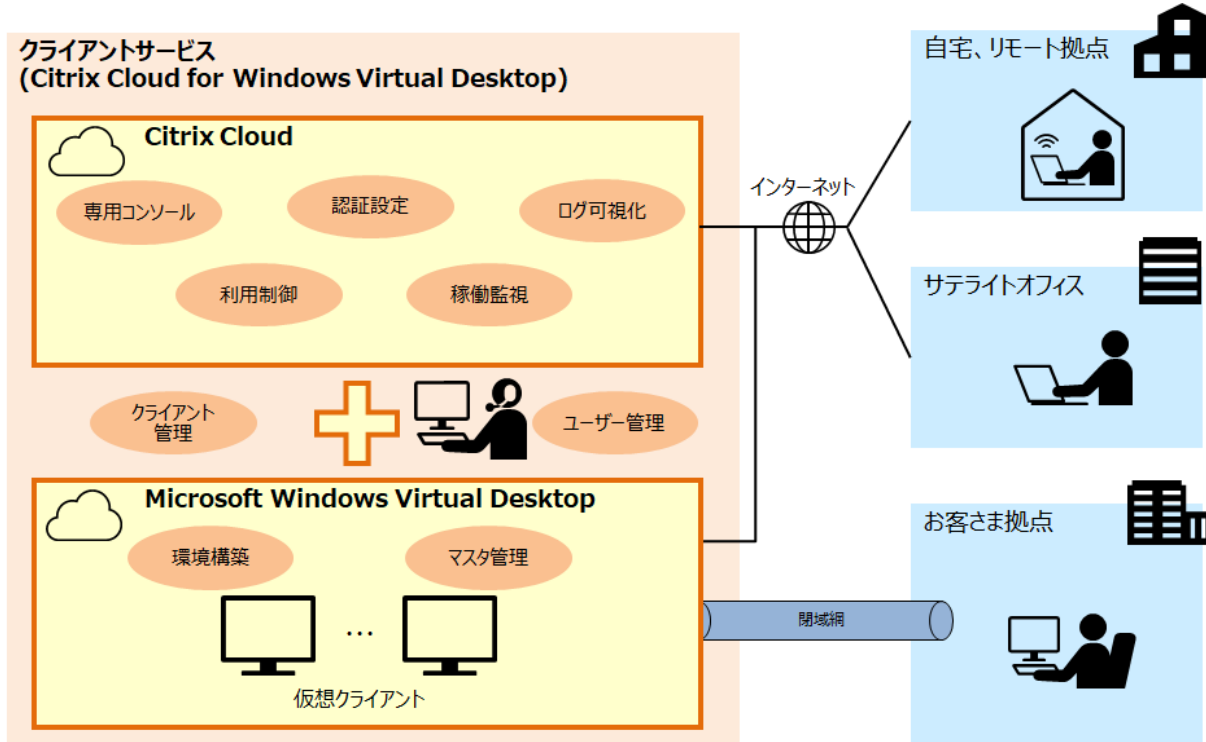 クライアントサービス
(Citrix Cloud for Windows Virtual Desktop)
Citrix Cloud
専用コンソール
認証設定
ログ可視化
利用制御
稼働監視
クライアント
管理
ユーザー管理
Microsoft Windows Virtual Desktop
環境構築
マスタ管理
...
仮想クライアント
インターネット
閉域網
自宅、リモート拠点
サテライトオフィス
お客さま拠点